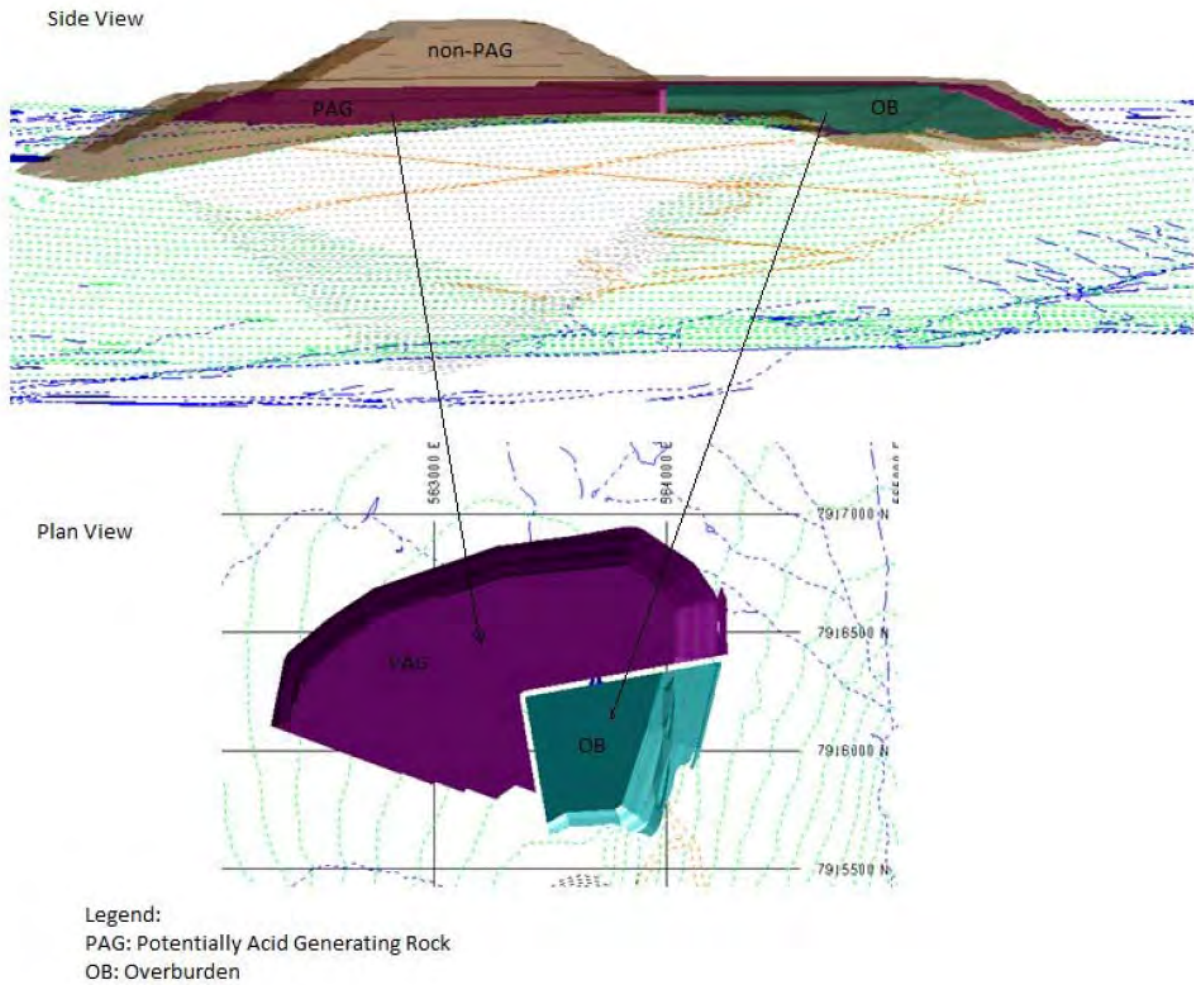 Side View
non-PAG
PAG
OB
563000 E
564000 E
7917000 N
Plan View
7916500 N
PAG
OB
7916000 N
7915500 N
Legend:
PAG: Potentially Acid Generating Rock
OB: Overburden